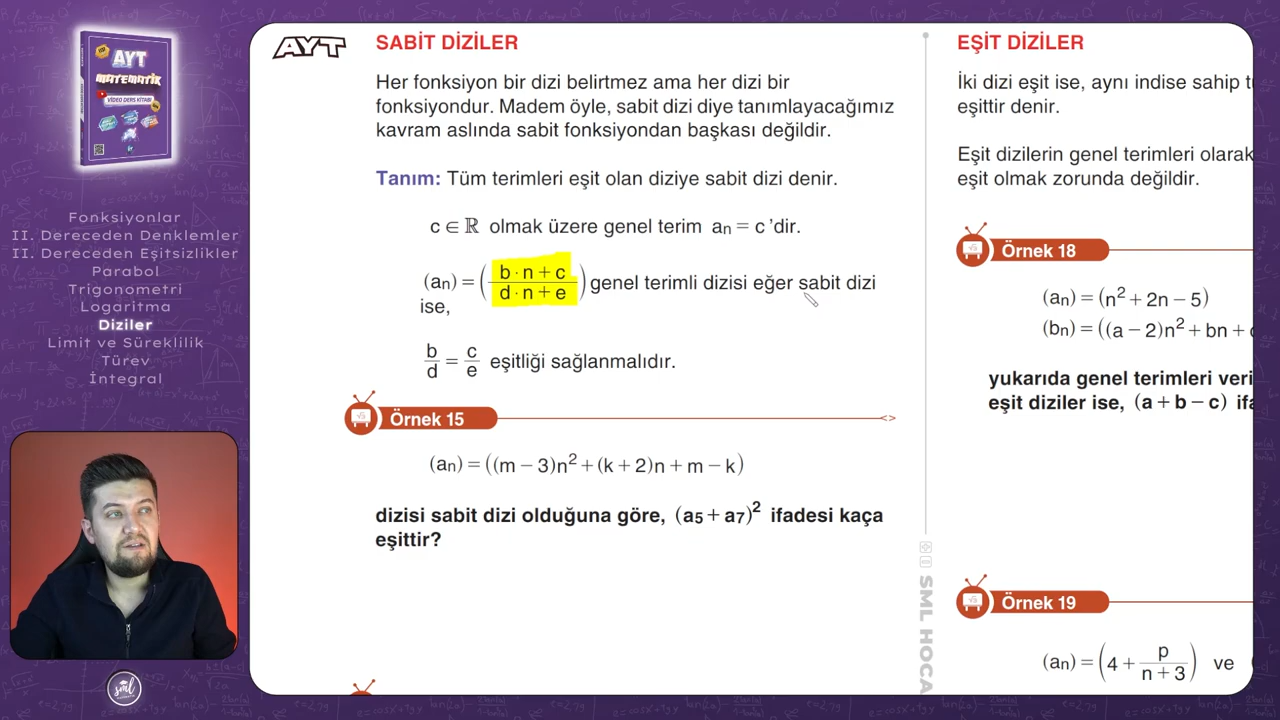 AYT
MATEMATİK
VİDEO DERS KİTABI
Fonksiyonlar
II. Dereceden Denklemler
II. Dereceden Eşitsizlikler
Parabol
Trigonometri
Logaritma
Diziler
Limit ve Süreklilik
Türev
İntegral
sml
AYT
SABİT DİZİLER
Her fonksiyon bir dizi belirtmez ama her dizi bir
fonksiyondur. Madem öyle, sabit dizi diye tanımlayacağımız
kavram aslında sabit fonksiyondan başkası değildir.
Tanım: Tüm terimleri eşit olan diziye sabit dizi denir.
c ∈ ℝ olmak üzere genel terim aₙ = c 'dir.
(aₙ) = ( (b · n + c) / (d · n + e) ) genel terimli dizisi eğer sabit dizi
ise,
b/d = c/e eşitliği sağlanmalıdır.
Örnek 15
(aₙ) = ((m − 3)n² + (k + 2)n + m − k)
dizisi sabit dizi olduğuna göre, (a₅ + a₇)² ifadesi kaça
eşittir?
SML HOCA
EŞİT DİZİLER
İki dizi eşit ise, aynı indise sahip
eşittir denir.
Eşit dizilerin genel terimleri olarak
eşit olmak zorunda değildir.
Örnek 18
(aₙ) = (n² + 2n − 5)
(bₙ) = ((a − 2)n² + bn +
yukarıda genel terimleri veri
eşit diziler ise, (a + b − c) ifa
Örnek 19
(aₙ) = (4 + p/(n + 3)) ve